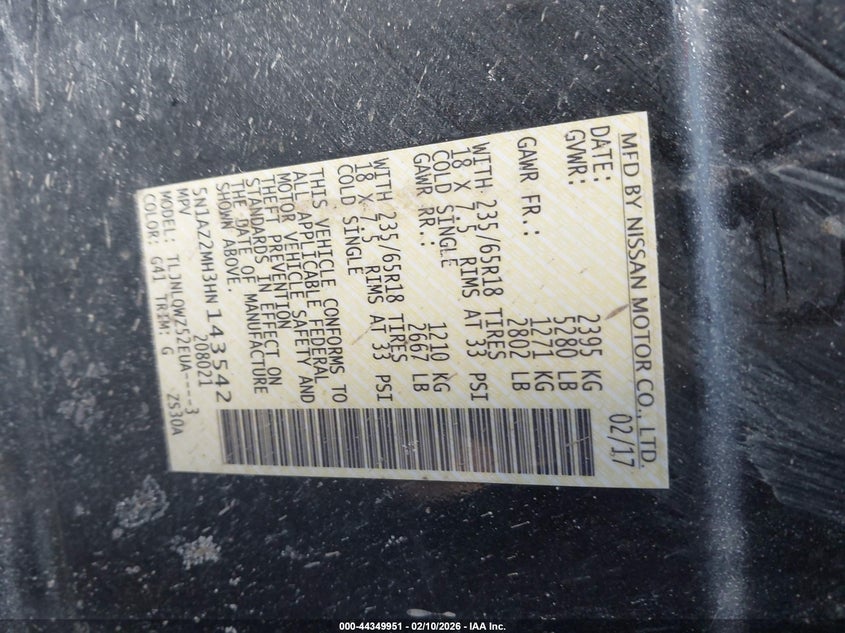 MFD BY NISSAN MOTOR CO., LTD.
DATE: 02/17
GVWR: 2395 KG
5280 LB
GAWR FR.: 1271 KG
2802 LB
WITH 235/65R18 TIRES
18 X 7.5 RIMS AT 33 PSI
COLD SINGLE
GAWR RR.: 1210 KG
2667 LB
WITH 235/65R18 TIRES
18 X 7.5 RIMS AT 33 PSI
COLD SINGLE
THIS VEHICLE CONFORMS TO
ALL APPLICABLE FEDERAL
MOTOR VEHICLE SAFETY AND
THEFT PREVENTION
STANDARDS IN EFFECT ON
THE DATE OF MANUFACTURE
SHOWN ABOVE.
5N1AZ2MH3HN143542
MPV 208021
MODEL: TLJNLOWZ52EUA----3
COLOR: G41 TRIM: G ZS30A
000-44349951 - 02/10/2026 - IAA Inc.